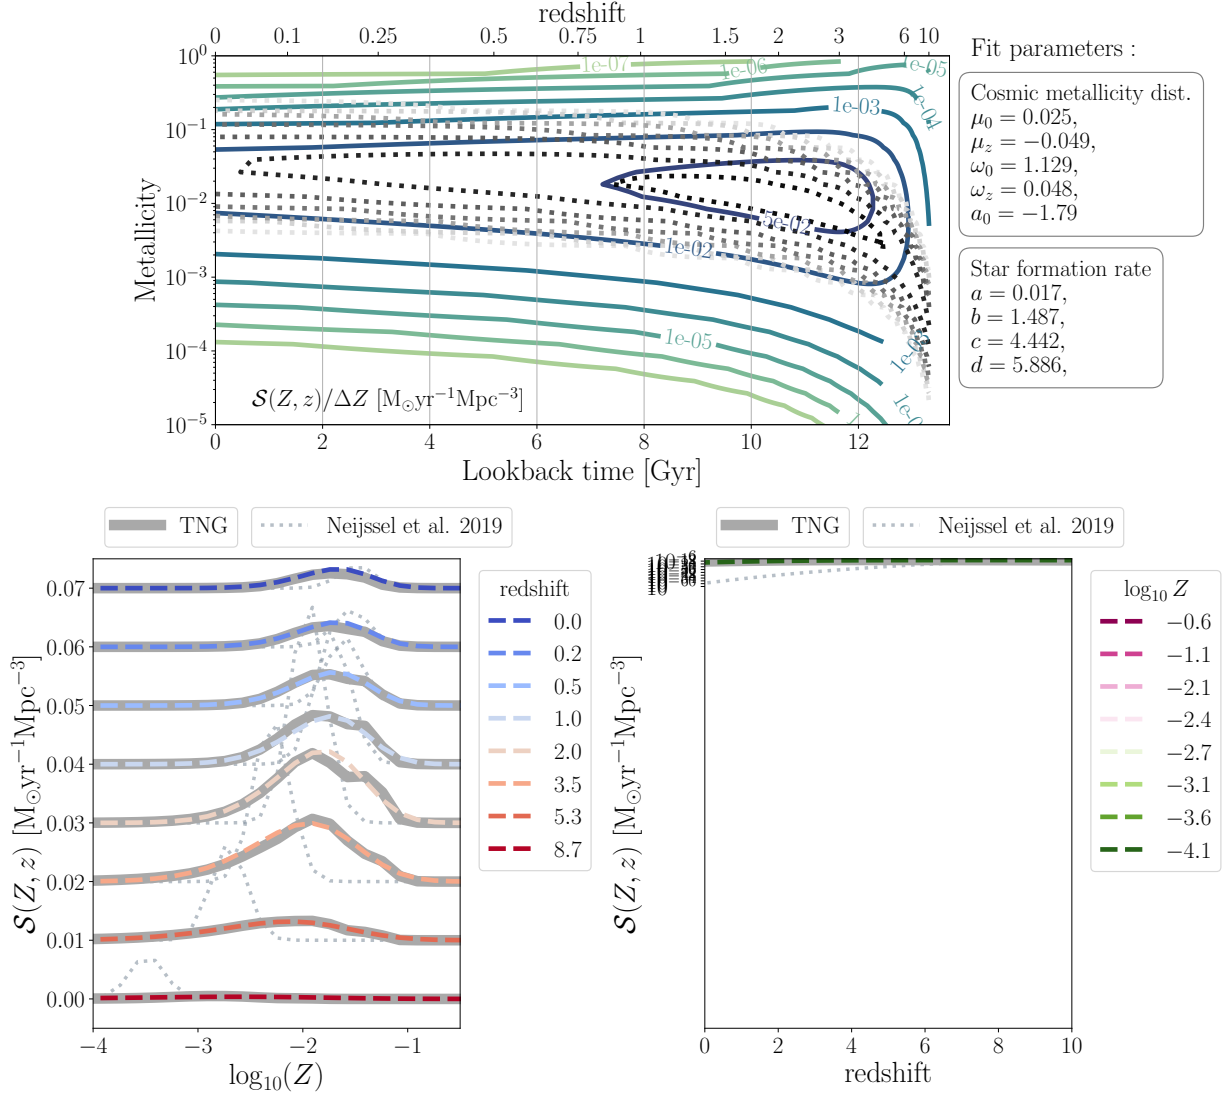 redshift
0 0.1 0.25 0.5 0.75 1 1.5 2 3 6 10
Fit parameters :
Cosmic metallicity dist.
μ₀ = 0.025,
μ_z = −0.049,
ω₀ = 1.129,
ω_z = 0.048,
a₀ = −1.79
Star formation rate
a = 0.017,
b = 1.487,
c = 4.442,
d = 5.886,
Metallicity
10⁰
10⁻¹
10⁻²
10⁻³
10⁻⁴
10⁻⁵
1e-07
1e-06
1e-05
1e-04
1e-03
5e-02
1e-02
1e-05
S(Z, z)/ΔZ [M⊙yr⁻¹Mpc⁻³]
0 2 4 6 8 10 12
Lookback time [Gyr]
TNG Neijssel et al. 2019
S(Z, z) [M⊙yr⁻¹Mpc⁻³]
0.07
0.06
0.05
0.04
0.03
0.02
0.01
0.00
−4 −3 −2 −1
log₁₀(Z)
redshift
0.0
0.2
0.5
1.0
2.0
3.5
5.3
8.7
TNG Neijssel et al. 2019
S(Z, z) [M⊙yr⁻¹Mpc⁻³]
0 2 4 6 8 10
redshift
log₁₀ Z
−0.6
−1.1
−2.1
−2.4
−2.7
−3.1
−3.6
−4.1